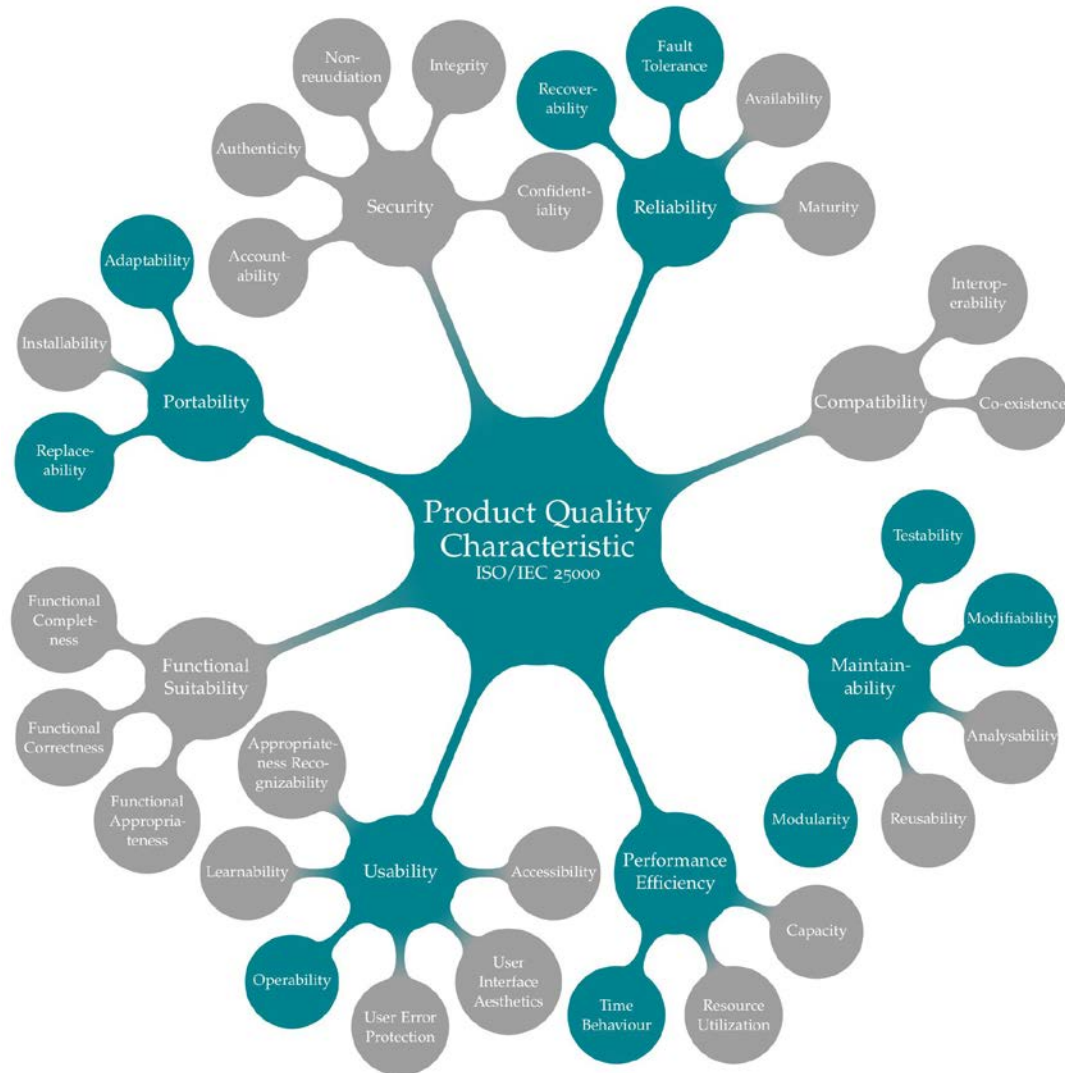 Product Quality
Characteristic
ISO/IEC 25000
Security
Non-
reuudiation
Integrity
Authenticity
Confident-
iality
Account-
ability
Reliability
Recover-
ability
Fault
Tolerance
Availability
Maturity
Compatibility
Interop-
erability
Co-existence
Maintain-
ability
Testability
Modifiability
Analysability
Reusability
Modularity
Performance
Efficiency
Capacity
Resource
Utilization
Time
Behaviour
Usability
Accessibility
User
Interface
Aesthetics
User Error
Protection
Operability
Learnability
Appropriate-
ness Reco-
gnizability
Functional
Suitability
Functional
Appropria-
teness
Functional
Correctness
Functional
Complet-
ness
Portability
Replace-
ability
Installability
Adaptability